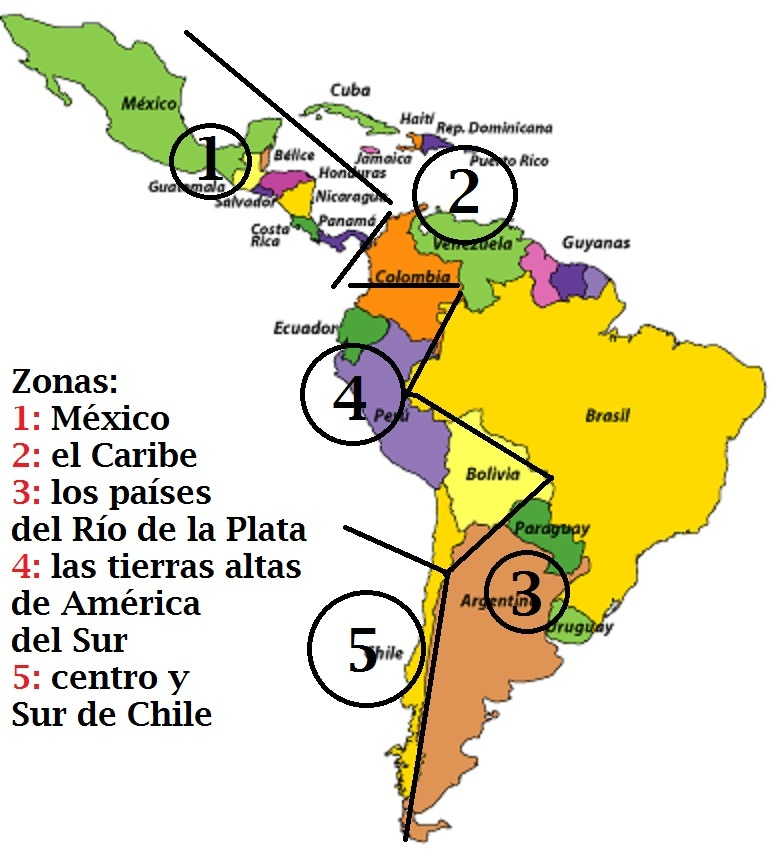 Cuba
México
Haití
Rep. Dominicana
1
Bélice
Jamaica
Puerto Rico
Honduras
Guatemala
2
Salvador
Nicaragua
Panamá
Costa
Rica
Venezuela
Guyanas
Colombia
Ecuador
Zonas:
1: México
2: el Caribe
3: los países
del Río de la Plata
4: las tierras altas
de América
del Sur
5: centro y
Sur de Chile
4
Perú
Brasil
Bolivia
Paraguay
3
Argentina
Uruguay
5
Chile